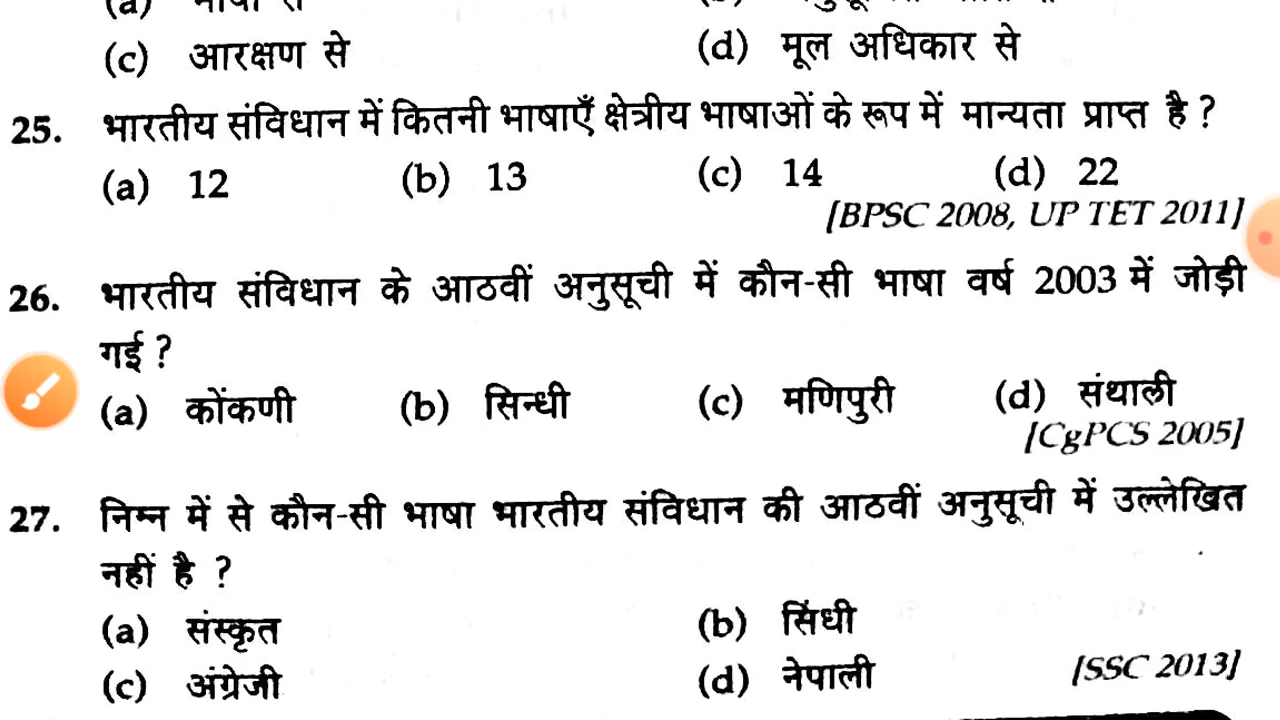 (c) आरक्षण से (d) मूल अधिकार से
25. भारतीय संविधान में कितनी भाषाएँ क्षेत्रीय भाषाओं के रूप में मान्यता प्राप्त है ?
(a) 12 (b) 13 (c) 14 (d) 22
[BPSC 2008, UP TET 2011]
26. भारतीय संविधान के आठवीं अनुसूची में कौन-सी भाषा वर्ष 2003 में जोड़ी
गई ?
(a) कोंकणी (b) सिन्धी (c) मणिपुरी (d) संथाली
[CgPCS 2005]
27. निम्न में से कौन-सी भाषा भारतीय संविधान की आठवीं अनुसूची में उल्लेखित
नहीं है ?
(a) संस्कृत (b) सिंधी
(c) अंग्रेजी (d) नेपाली [SSC 2013]